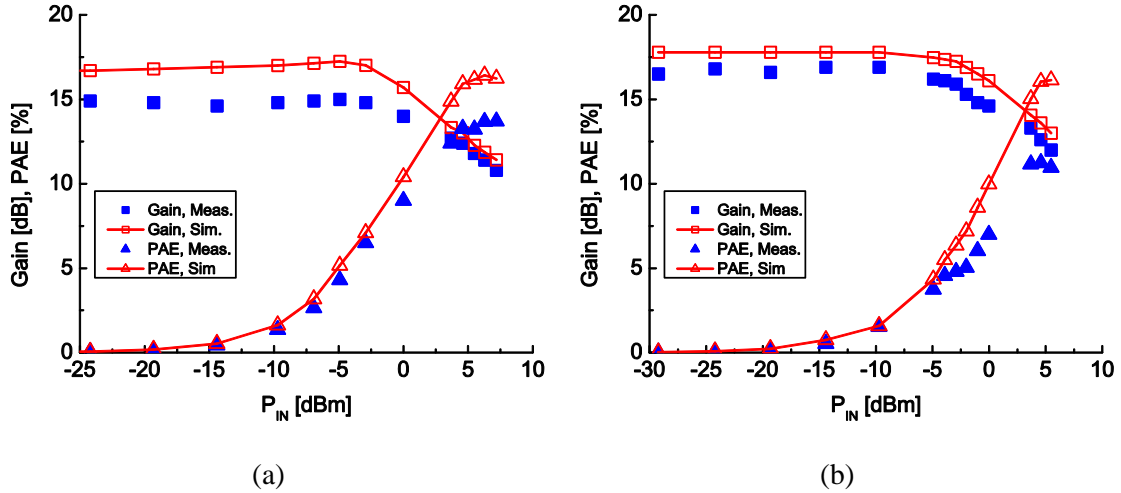 20
15
10
5
0
-25 -20 -15 -10 -5 0 5 10
Gain [dB], PAE [%]
P_IN [dBm]
Gain, Meas.
Gain, Sim.
PAE, Meas.
PAE, Sim
(a)
20
15
10
5
0
-30 -25 -20 -15 -10 -5 0 5 10
Gain [dB], PAE [%]
P_IN [dBm]
Gain, Meas.
Gain, Sim.
PAE, Meas.
PAE, Sim
(b)